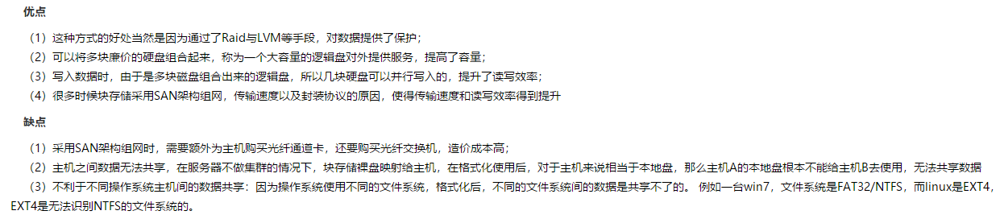 优点
（1）这种方式的好处当然是因为通过了Raid与LVM等手段，对数据提供了保护；
（2）可以将多块廉价的硬盘组合起来，称为一个大容量的逻辑盘对外提供服务，提高了容量；
（3）写入数据时，由于是多块磁盘组合出来的逻辑盘，所以几块硬盘可以并行写入的，提升了读写效率；
（4）很多时候块存储采用SAN架构组网，传输速度以及封装协议的原因，使得传输速度和读写效率得到提升
缺点
（1）采用SAN架构组网时，需要额外为主机购买光纤通道卡，还要购买光纤交换机，造价成本高；
（2）主机之间数据无法共享，在服务器不做集群的情况下，块存储裸盘映射给主机，在格式化使用后，对于主机来说相当于本地盘，那么主机A的本地盘根本不能给主机B去使用，无法共享数据
（3）不利于不同操作系统主机间的数据共享：因为操作系统使用不同的文件系统，格式化后，不同的文件系统间的数据是共享不了的。 例如一台win7，文件系统是FAT32/NTFS，而linux是EXT4，
EXT4是无法识别NTFS的文件系统的。